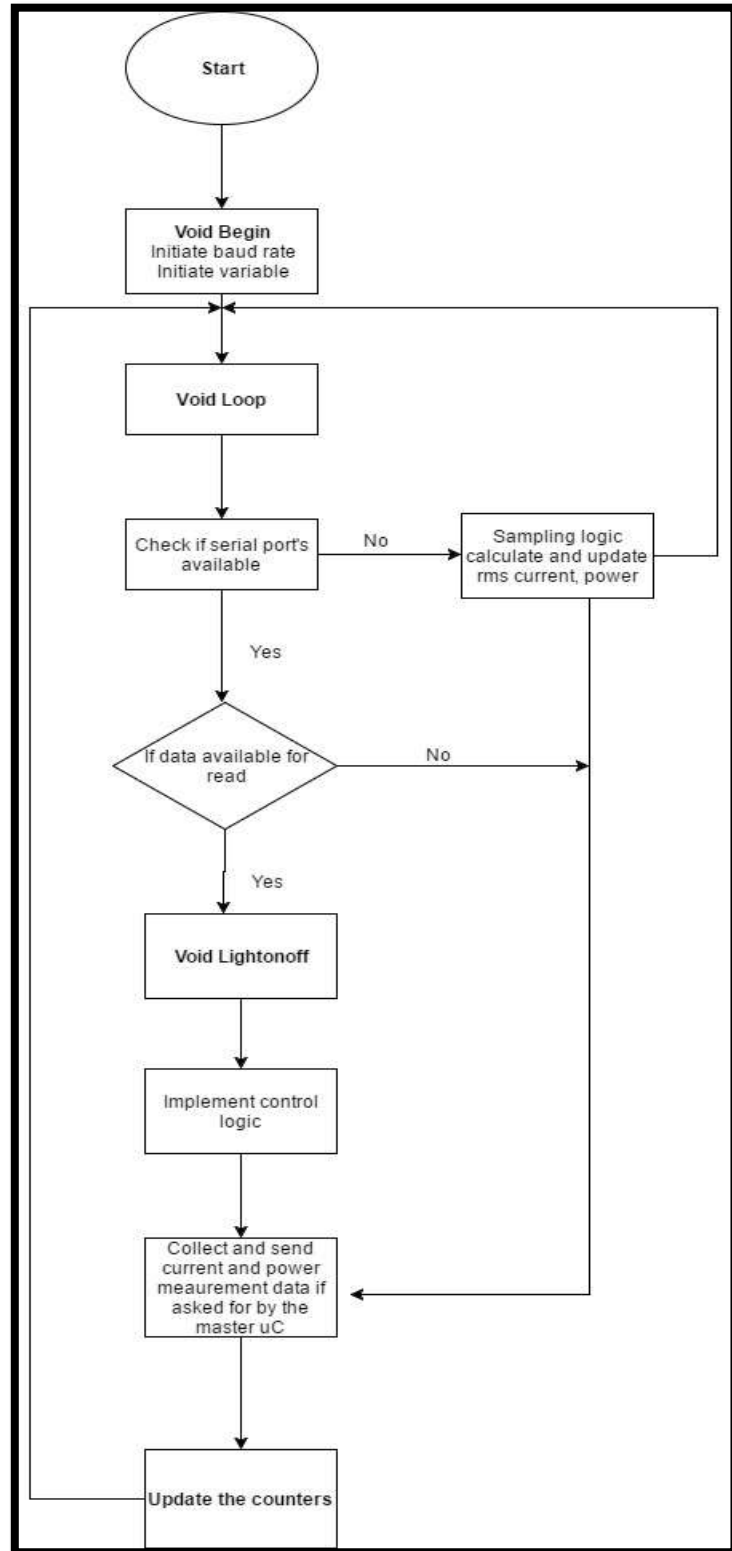 Start
Void Begin
Initiate baud rate
Initiate variable
Void Loop
Check if serial port's
available
No
Sampling logic
calculate and update
rms current, power
Yes
If data available for
read
No
Yes
Void Lightonoff
Implement control
logic
Collect and send
current and power
meaurement data if
asked for by the
master uC
Update the counters